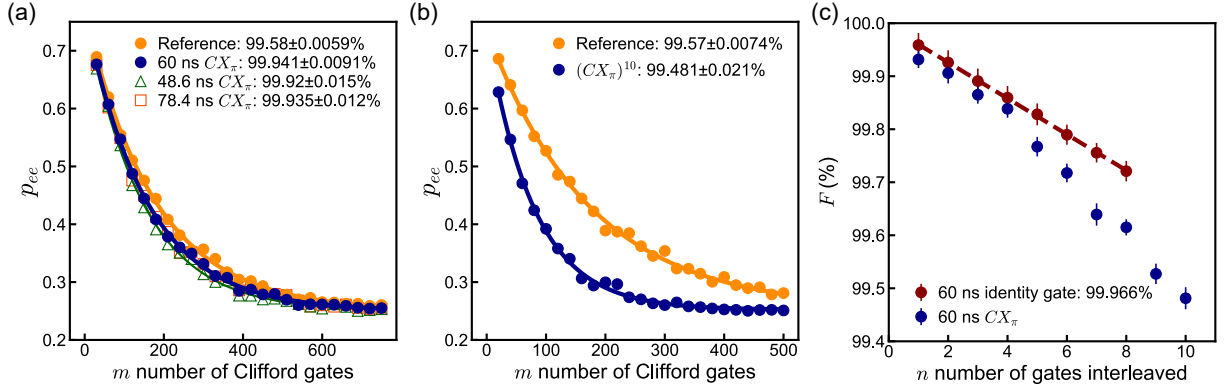 (a)
0.7
0.6
0.5
0.4
0.3
0.2
p_ee
0
200
400
600
m number of Clifford gates
Reference: 99.58±0.0059%
60 ns CX_π: 99.941±0.0091%
48.6 ns CX_π: 99.92±0.015%
78.4 ns CX_π: 99.935±0.012%
(b)
0.7
0.6
0.5
0.4
0.3
0.2
p_ee
0
100
200
300
400
500
m number of Clifford gates
Reference: 99.57±0.0074%
(CX_π)^10: 99.481±0.021%
(c)
100.0
99.9
99.8
99.7
99.6
99.5
99.4
F (%)
0
2
4
6
8
10
n number of gates interleaved
60 ns identity gate: 99.966%
60 ns CX_π